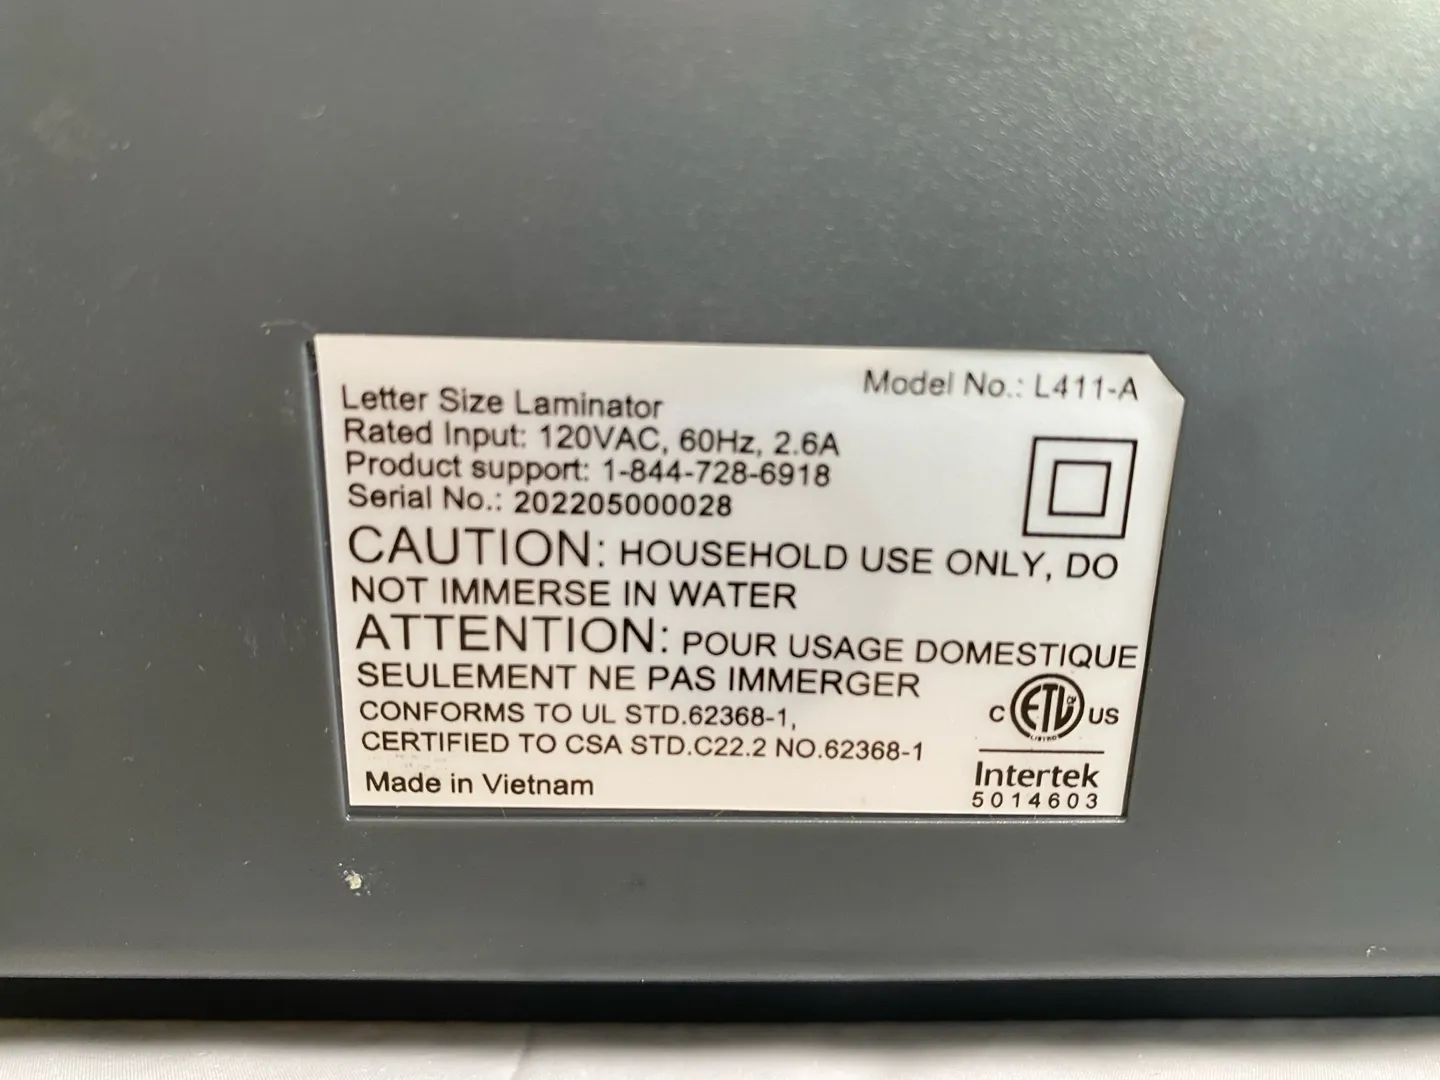 Model No.: L411-A
Letter Size Laminator
Rated Input: 120VAC, 60Hz, 2.6A
Product support: 1-844-728-6918
Serial No.: 202205000028
CAUTION: HOUSEHOLD USE ONLY, DO
NOT IMMERSE IN WATER
ATTENTION: POUR USAGE DOMESTIQUE
SEULEMENT NE PAS IMMERGER
CONFORMS TO UL STD.62368-1,
CERTIFIED TO CSA STD.C22.2 NO.62368-1
Made in Vietnam
C ETL US
LISTED
Intertek
5014603